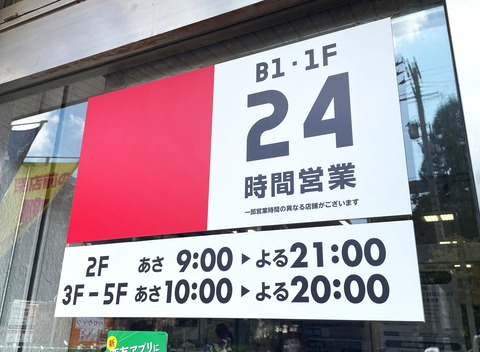 B1・1F
24
時間営業
一部営業時間の異なる店舗がございます
2F あさ 9:00 ▶ よる 21:00
3F－5F あさ 10:00 ▶ よる 20:00